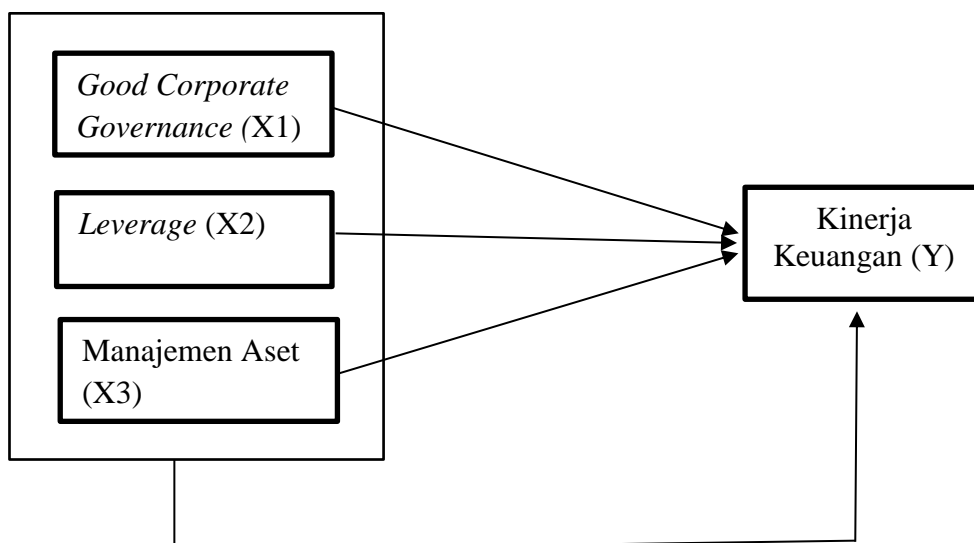 Good Corporate
Governance (X1)
Leverage (X2)
Manajemen Aset
(X3)
Kinerja
Keuangan (Y)